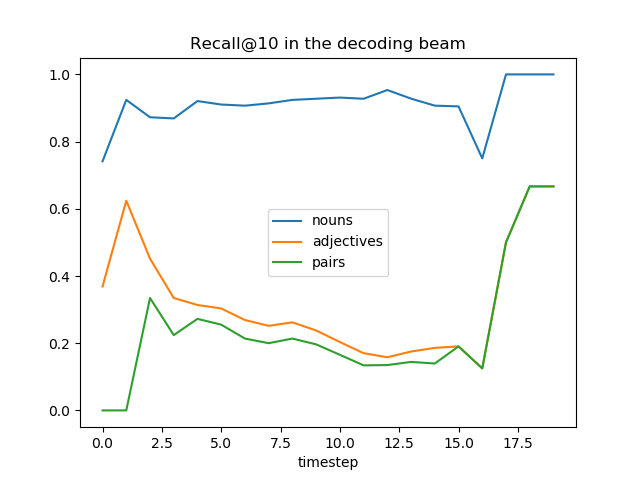 Recall@10 in the decoding beam
1.0
0.8
0.6
0.4
0.2
0.0
nouns
adjectives
pairs
0.0 2.5 5.0 7.5 10.0 12.5 15.0 17.5
timestep